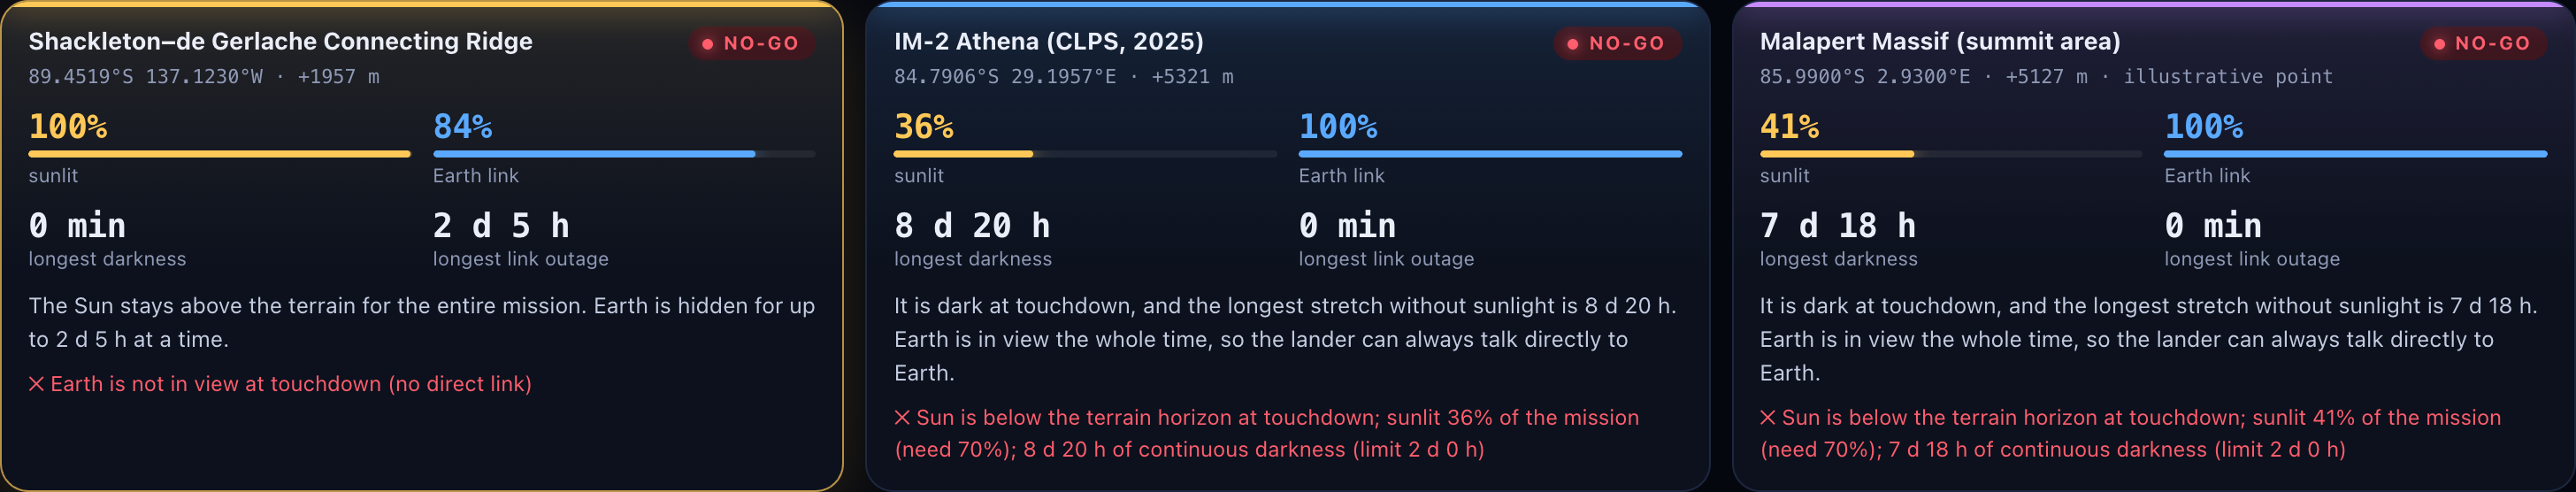 Shackleton–de Gerlache Connecting Ridge
NO-GO
89.4519°S 137.1230°W · +1957 m
100%
84%
sunlit
Earth link
0 min
2 d 5 h
longest darkness
longest link outage
The Sun stays above the terrain for the entire mission. Earth is hidden for up
to 2 d 5 h at a time.
✕ Earth is not in view at touchdown (no direct link)
IM-2 Athena (CLPS, 2025)
NO-GO
84.7906°S 29.1957°E · +5321 m
36%
100%
sunlit
Earth link
8 d 20 h
0 min
longest darkness
longest link outage
It is dark at touchdown, and the longest stretch without sunlight is 8 d 20 h.
Earth is in view the whole time, so the lander can always talk directly to
Earth.
✕ Sun is below the terrain horizon at touchdown; sunlit 36% of the mission
(need 70%); 8 d 20 h of continuous darkness (limit 2 d 0 h)
Malapert Massif (summit area)
NO-GO
85.9900°S 2.9300°E · +5127 m · illustrative point
41%
100%
sunlit
Earth link
7 d 18 h
0 min
longest darkness
longest link outage
It is dark at touchdown, and the longest stretch without sunlight is 7 d 18 h.
Earth is in view the whole time, so the lander can always talk directly to
Earth.
✕ Sun is below the terrain horizon at touchdown; sunlit 41% of the mission
(need 70%); 7 d 18 h of continuous darkness (limit 2 d 0 h)